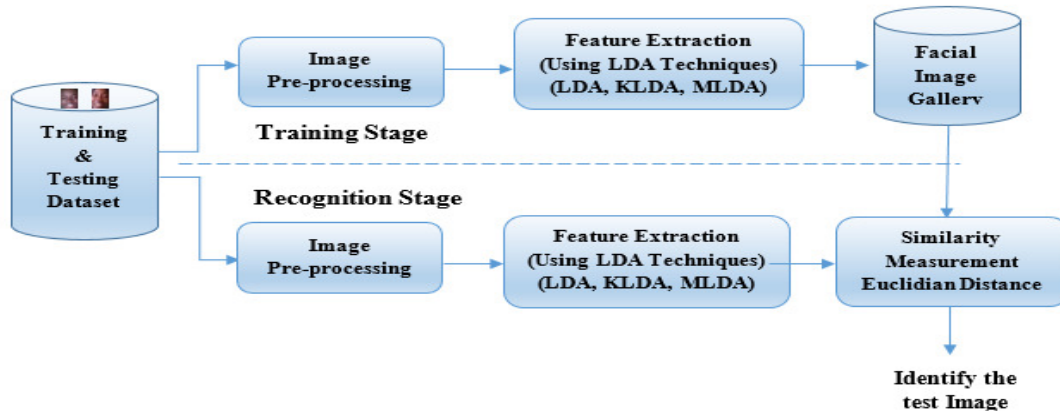 Training
&
Testing
Dataset
Image
Pre-processing
Feature Extraction
(Using LDA Techniques)
(LDA, KLDA, MLDA)
Facial
Image
Gallery
Training Stage
Recognition Stage
Image
Pre-processing
Feature Extraction
(Using LDA Techniques)
(LDA, KLDA, MLDA)
Similarity
Measurement
Euclidian Distance
Identify the
test Image